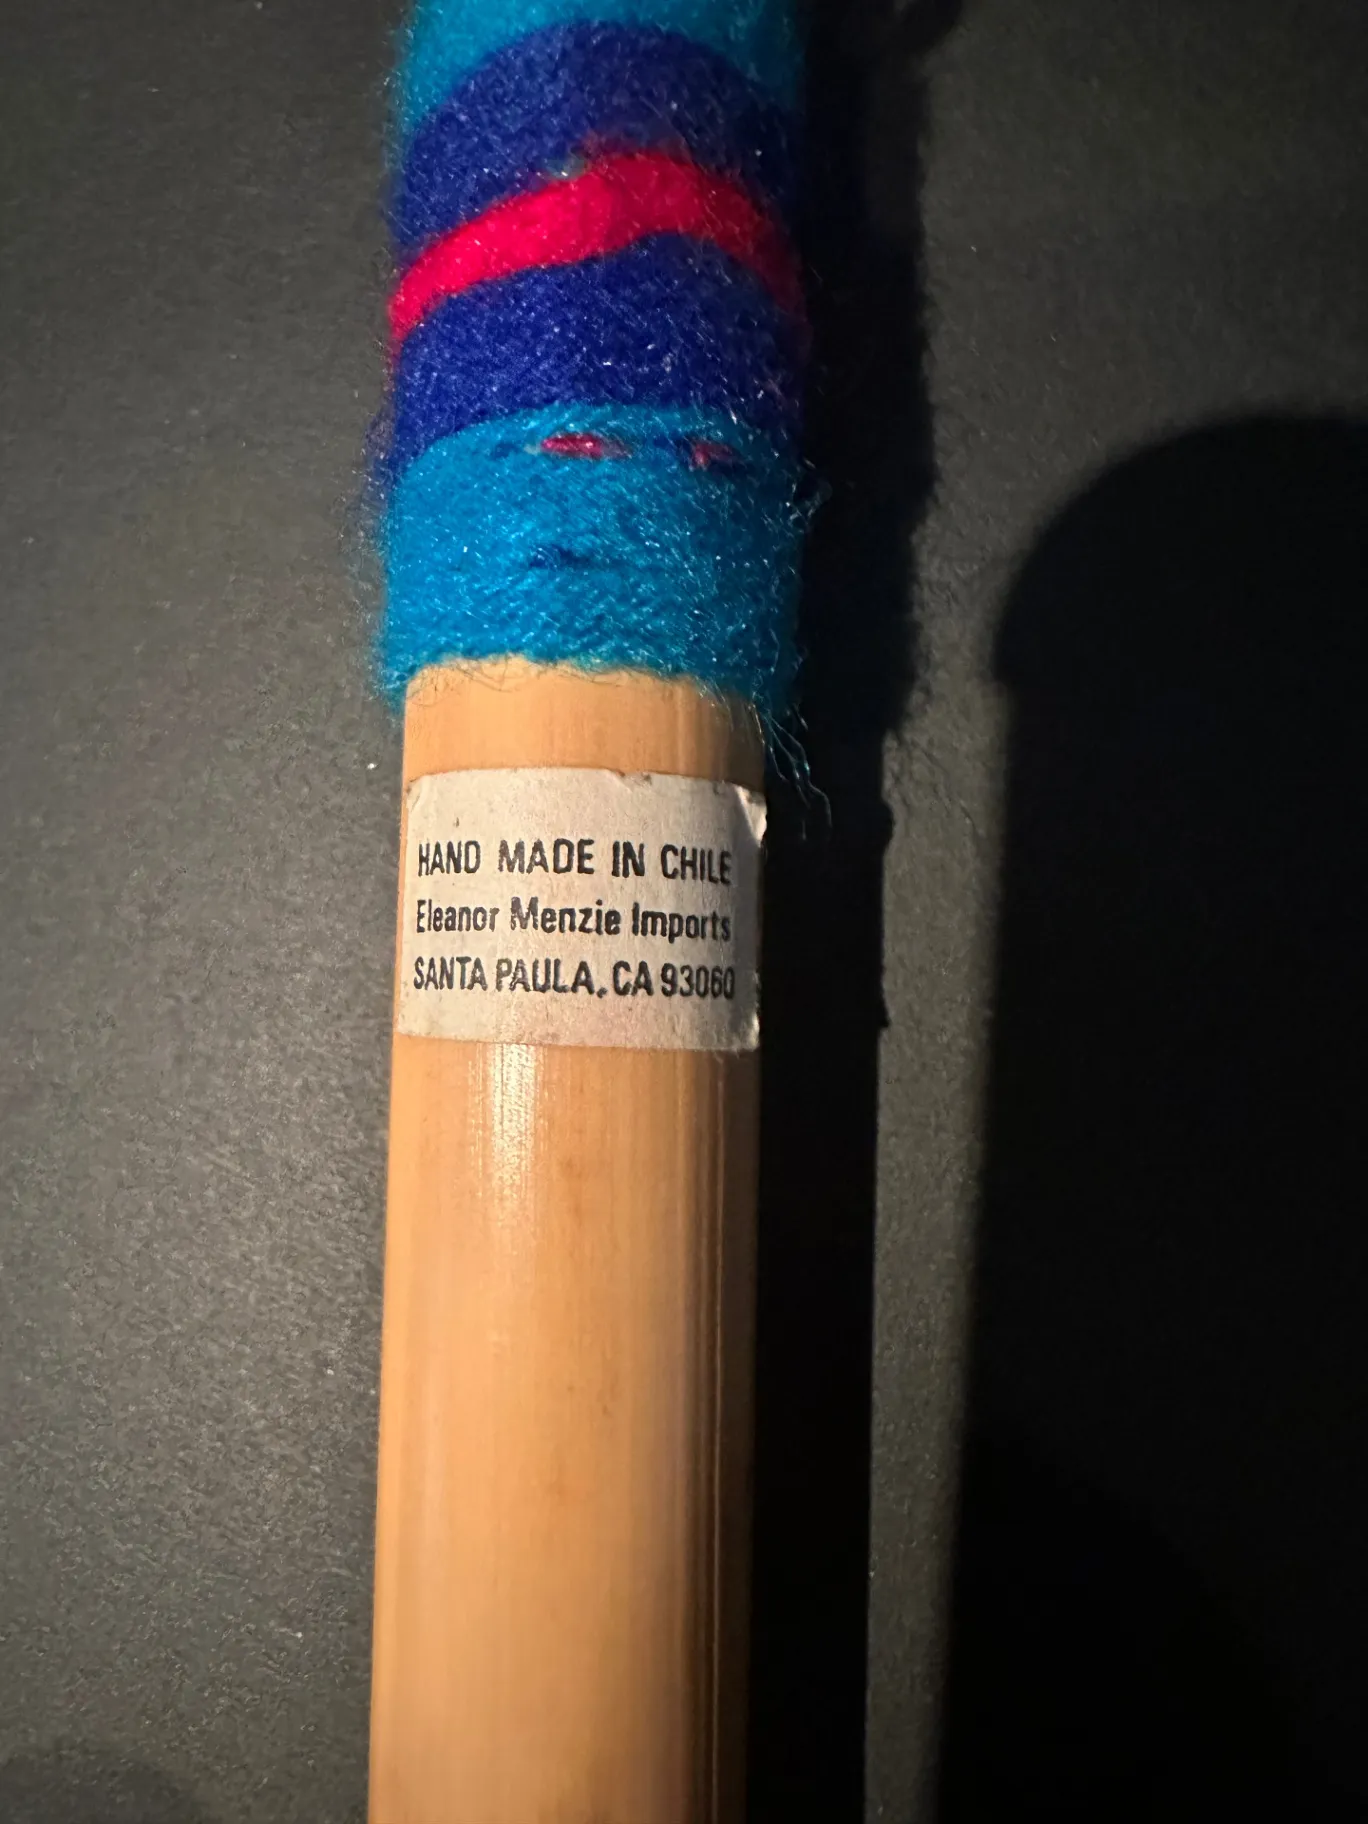 HAND MADE IN CHILE
Eleanor Menzie Imports
SANTA PAULA, CA 93060